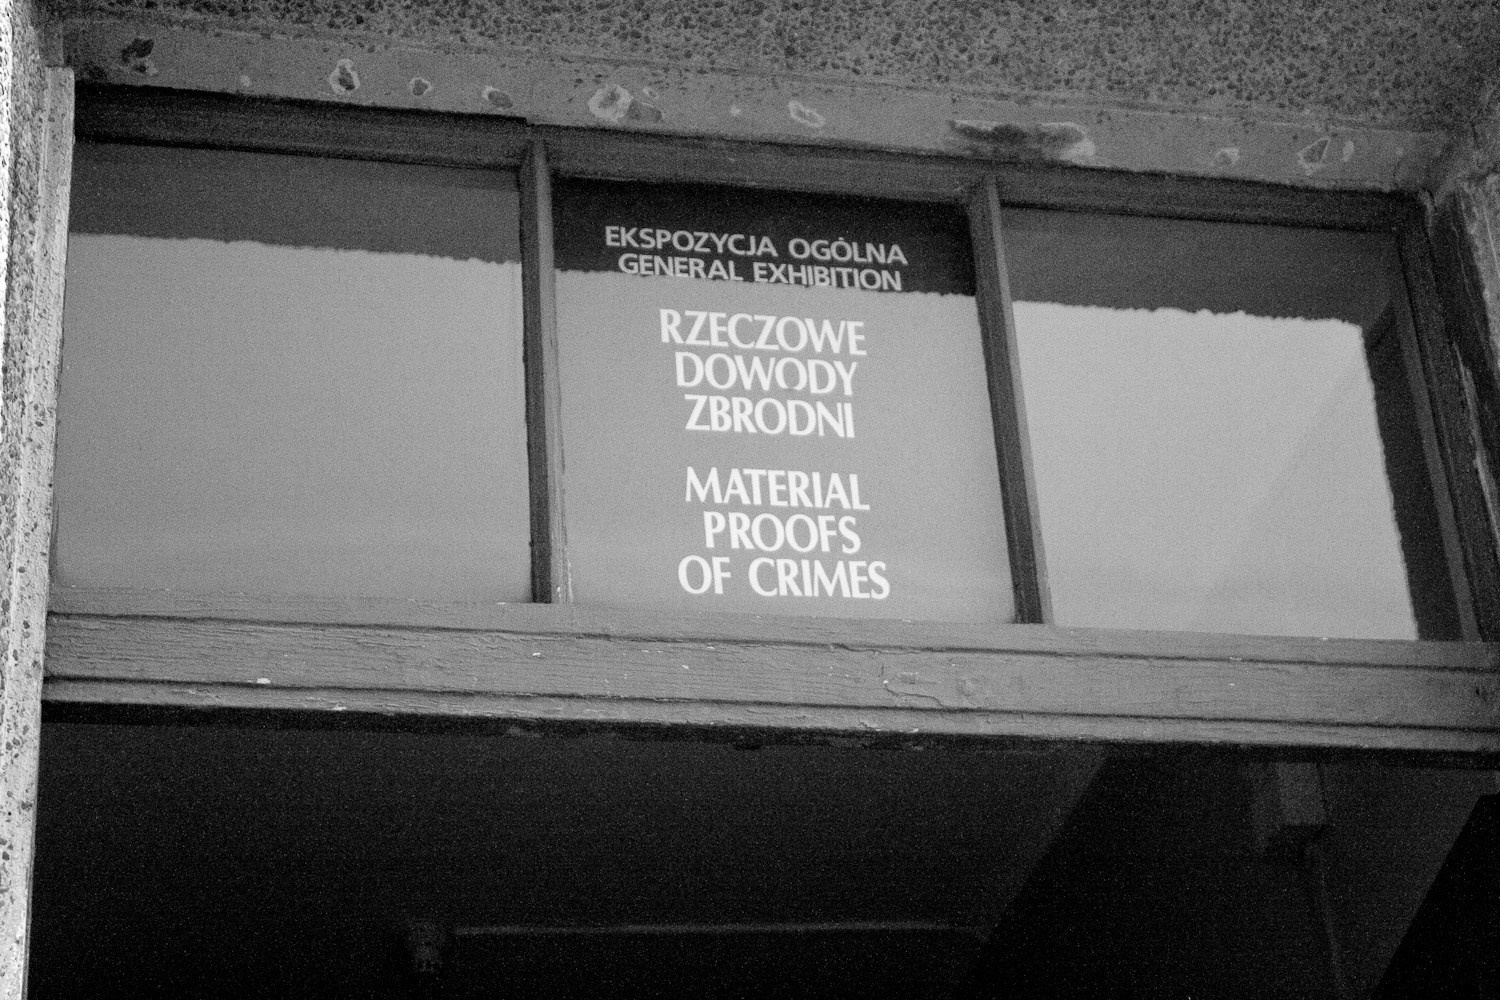 EKSPOZYCJA OGÓLNA
GENERAL EXHIBITION
RZECZOWE
DOWODY
ZBRODNI
MATERIAL
PROOFS
OF CRIMES